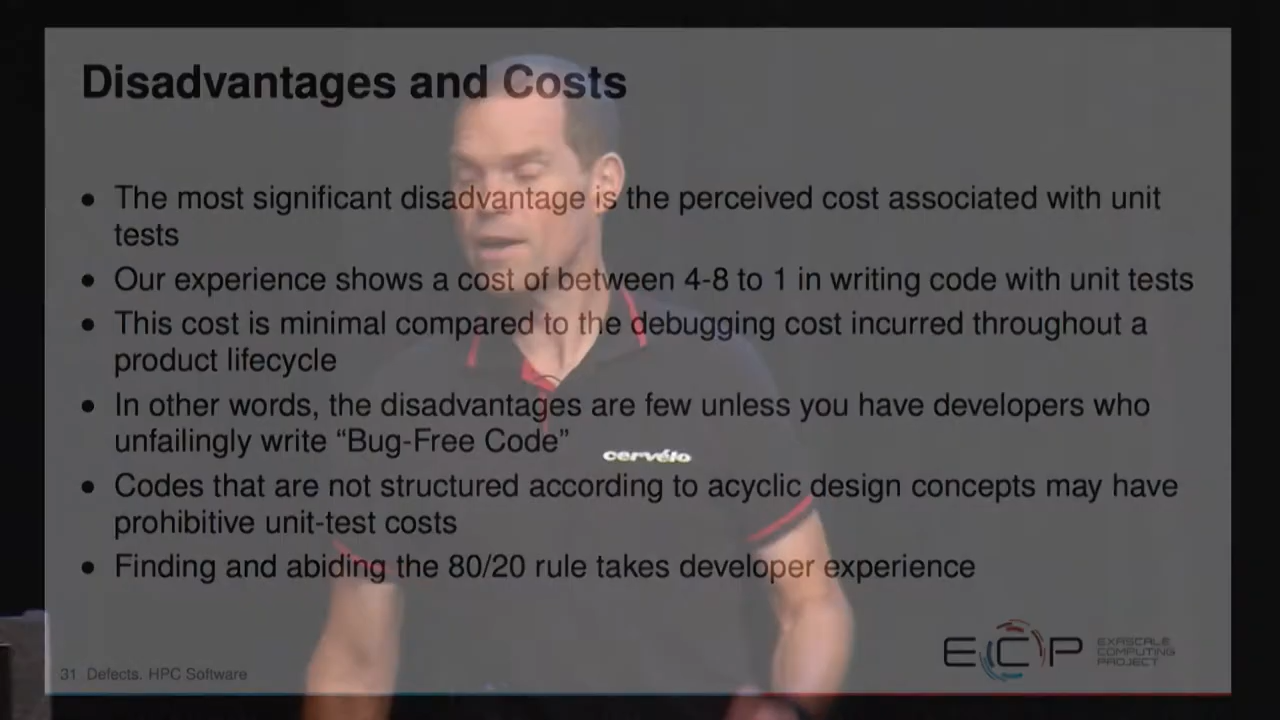 Disadvantages and Costs
• The most significant disadvantage is the perceived cost associated with unit
tests
• Our experience shows a cost of between 4-8 to 1 in writing code with unit tests
• This cost is minimal compared to the debugging cost incurred throughout a
product lifecycle
• In other words, the disadvantages are few unless you have developers who
unfailingly write “Bug-Free Code”
cervélo
• Codes that are not structured according to acyclic design concepts may have
prohibitive unit-test costs
• Finding and abiding the 80/20 rule takes developer experience
ECP
EXASCALE
COMPUTING
PROJECT
31 Defects. HPC Software